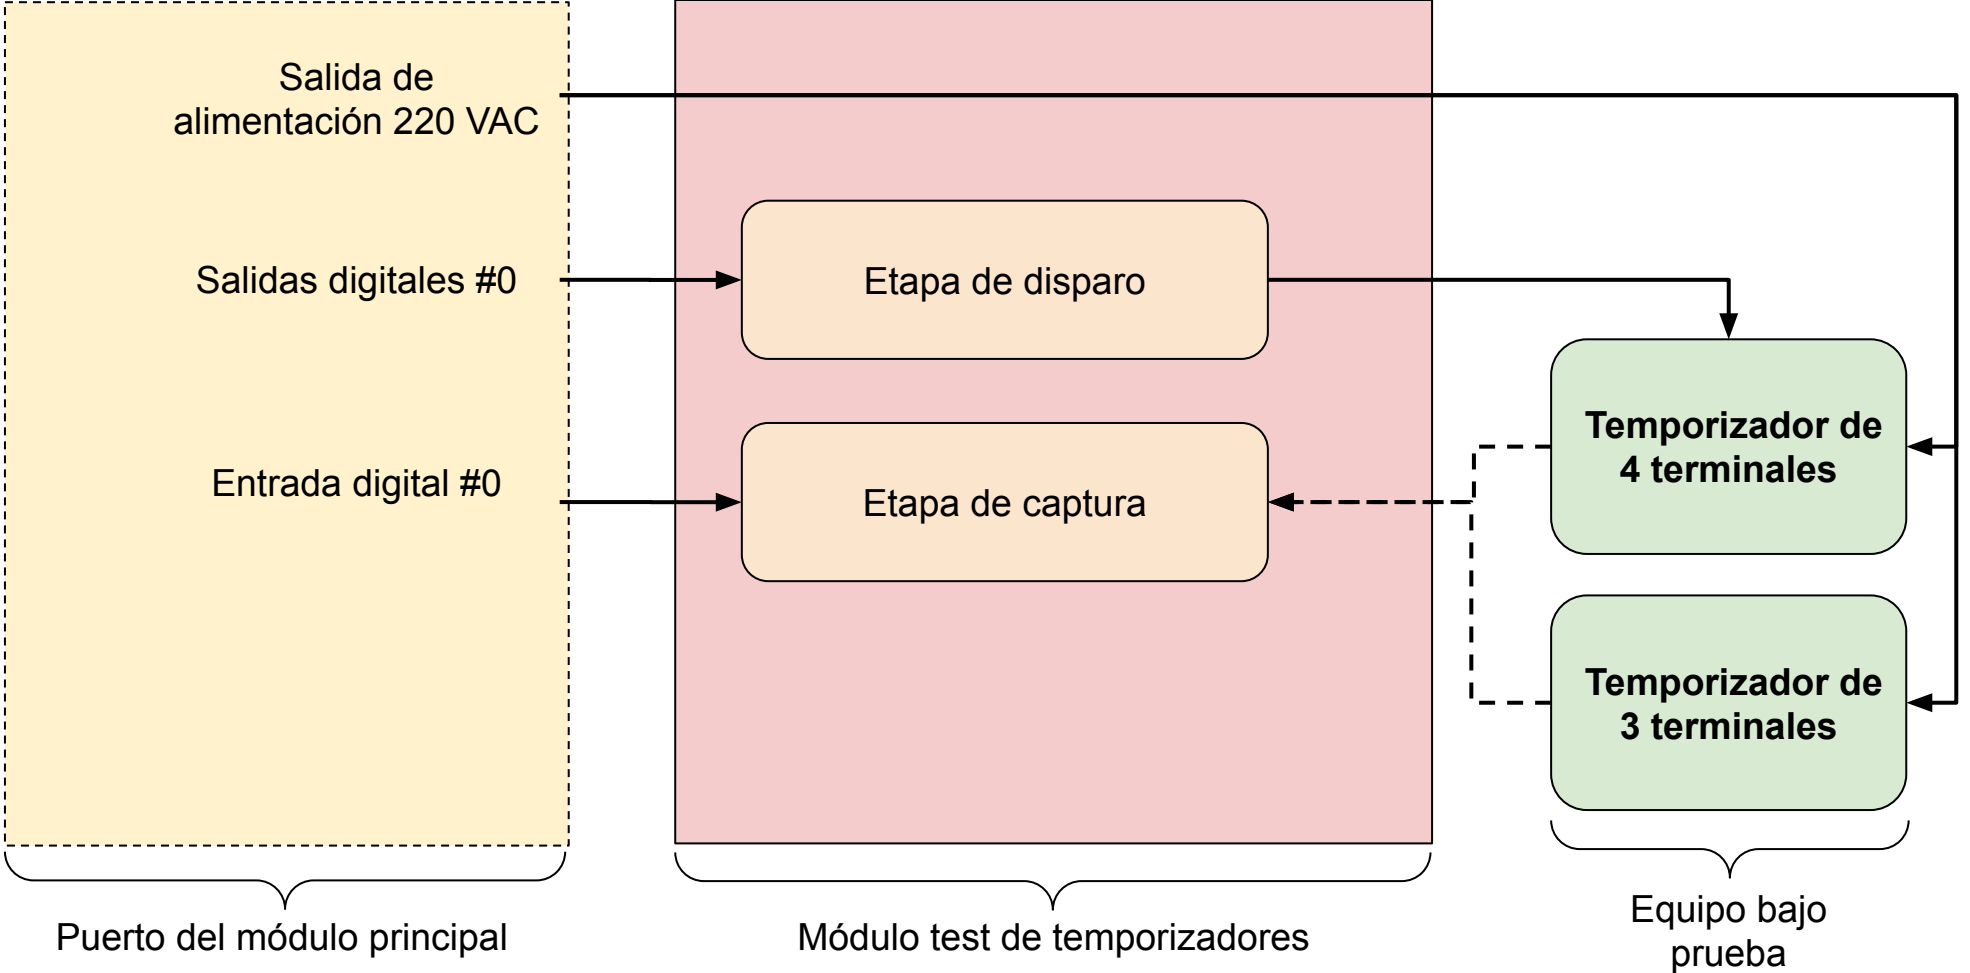 Salida de
alimentación 220 VAC
Salidas digitales #0
Etapa de disparo
Entrada digital #0
Etapa de captura
Temporizador de
4 terminales
Temporizador de
3 terminales
Puerto del módulo principal
Módulo test de temporizadores
Equipo bajo
prueba